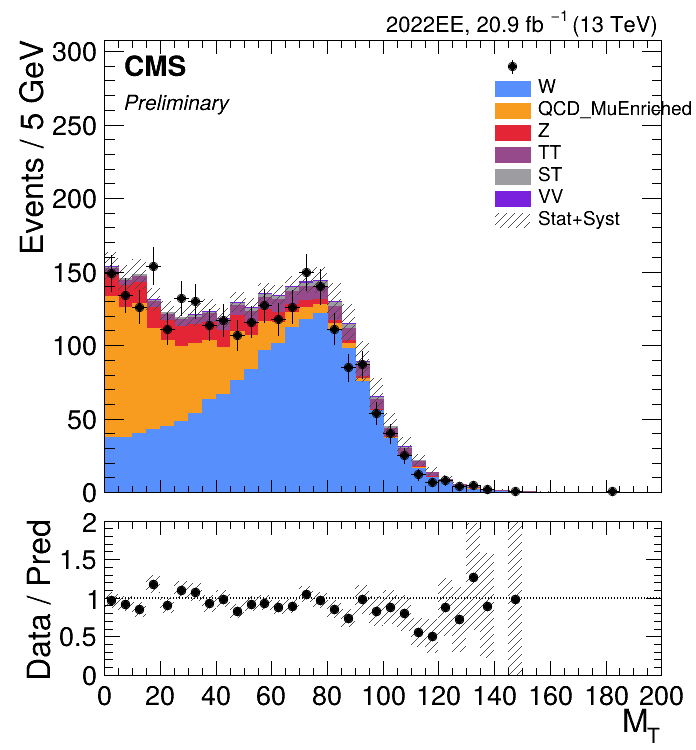 2022EE, 20.9 fb⁻¹ (13 TeV)
CMS
Preliminary
Events / 5 GeV
300
250
200
150
100
50
0
W
QCD_MuEnriched
Z
TT
ST
VV
Stat+Syst
Data / Pred
2
1.5
1
0.5
0
0 20 40 60 80 100 120 140 160 180 200
M_T